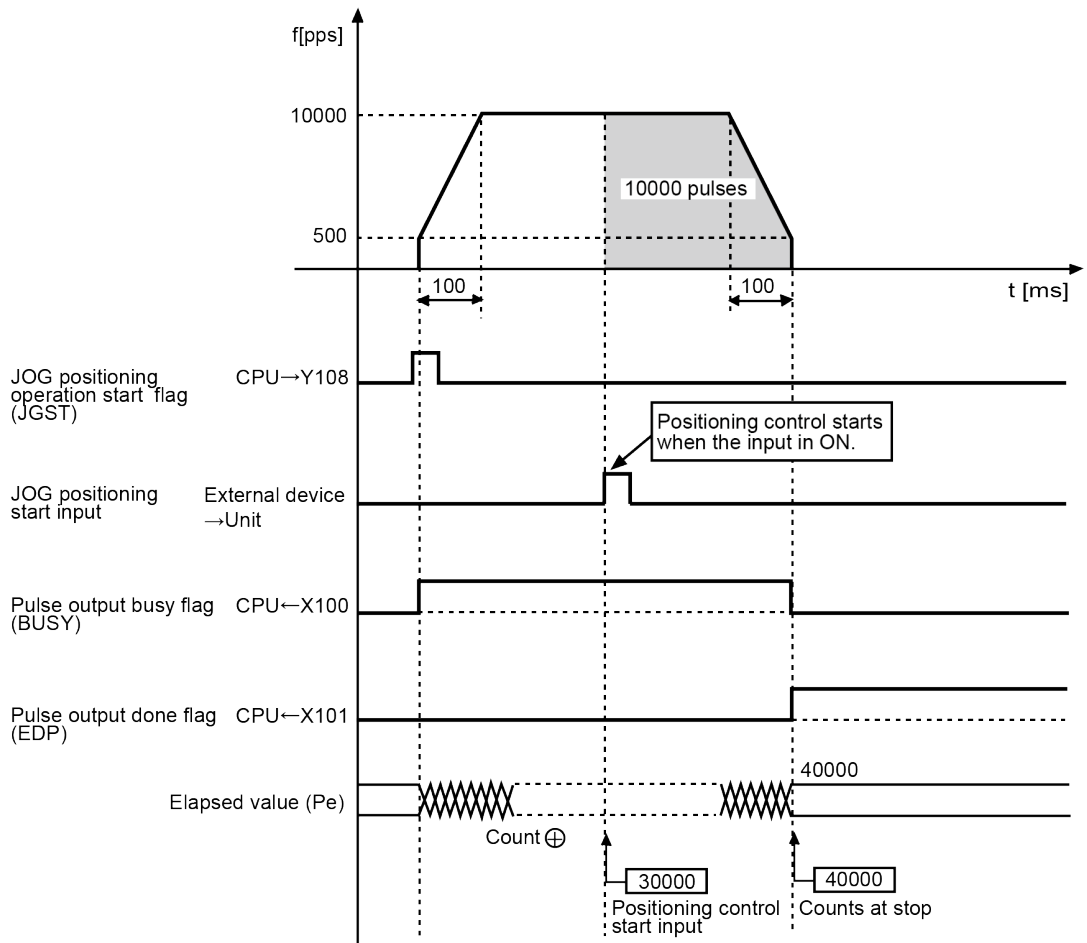 f[pps]
10000
10000 pulses
500
100
100
t [ms]
JOG positioning
operation start flag
(JGST)
CPU→Y108
Positioning control starts
when the input in ON.
JOG positioning
start input
External device
→Unit
Pulse output busy flag
(BUSY)
CPU←X100
Pulse output done flag
(EDP)
CPU←X101
40000
Elapsed value (Pe)
Count ⊕
30000
Positioning control
start input
40000
Counts at stop